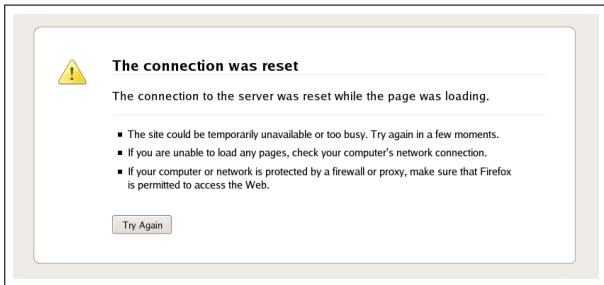 The connection was reset
The connection to the server was reset while the page was loading.
The site could be temporarily unavailable or too busy. Try again in a few moments.
If you are unable to load any pages, check your computer's network connection.
If your computer or network is protected by a firewall or proxy, make sure that Firefox
is permitted to access the Web.
Try Again